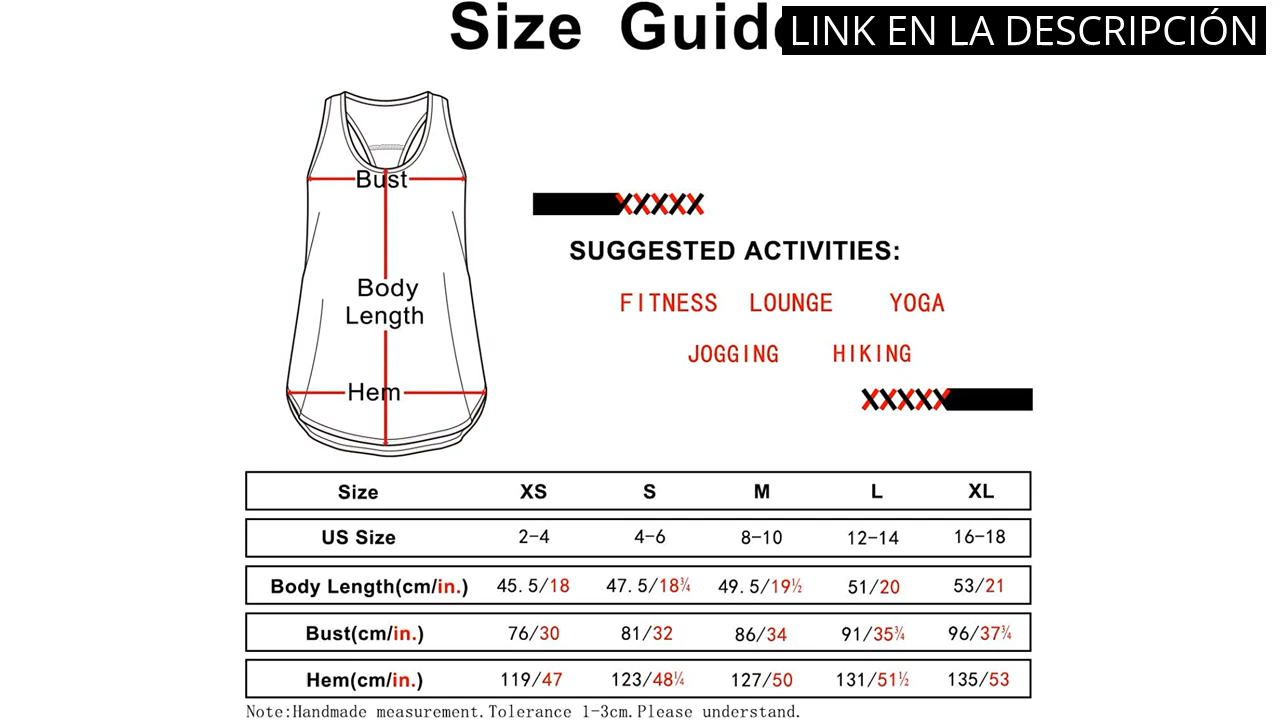 Size Guide
LINK EN LA DESCRIPCIÓN
Bust
Body
Length
Hem
SUGGESTED ACTIVITIES:
FITNESS LOUNGE YOGA
JOGGING HIKING
Size XS S M L XL
US Size 2-4 4-6 8-10 12-14 16-18
Body Length(cm/in.) 45.5/18 47.5/18¾ 49.5/19½ 51/20 53/21
Bust(cm/in.) 76/30 81/32 86/34 91/35¾ 96/37¾
Hem(cm/in.) 119/47 123/48¼ 127/50 131/51½ 135/53
Note:Handmade measurement.Tolerance 1-3cm.Please understand.